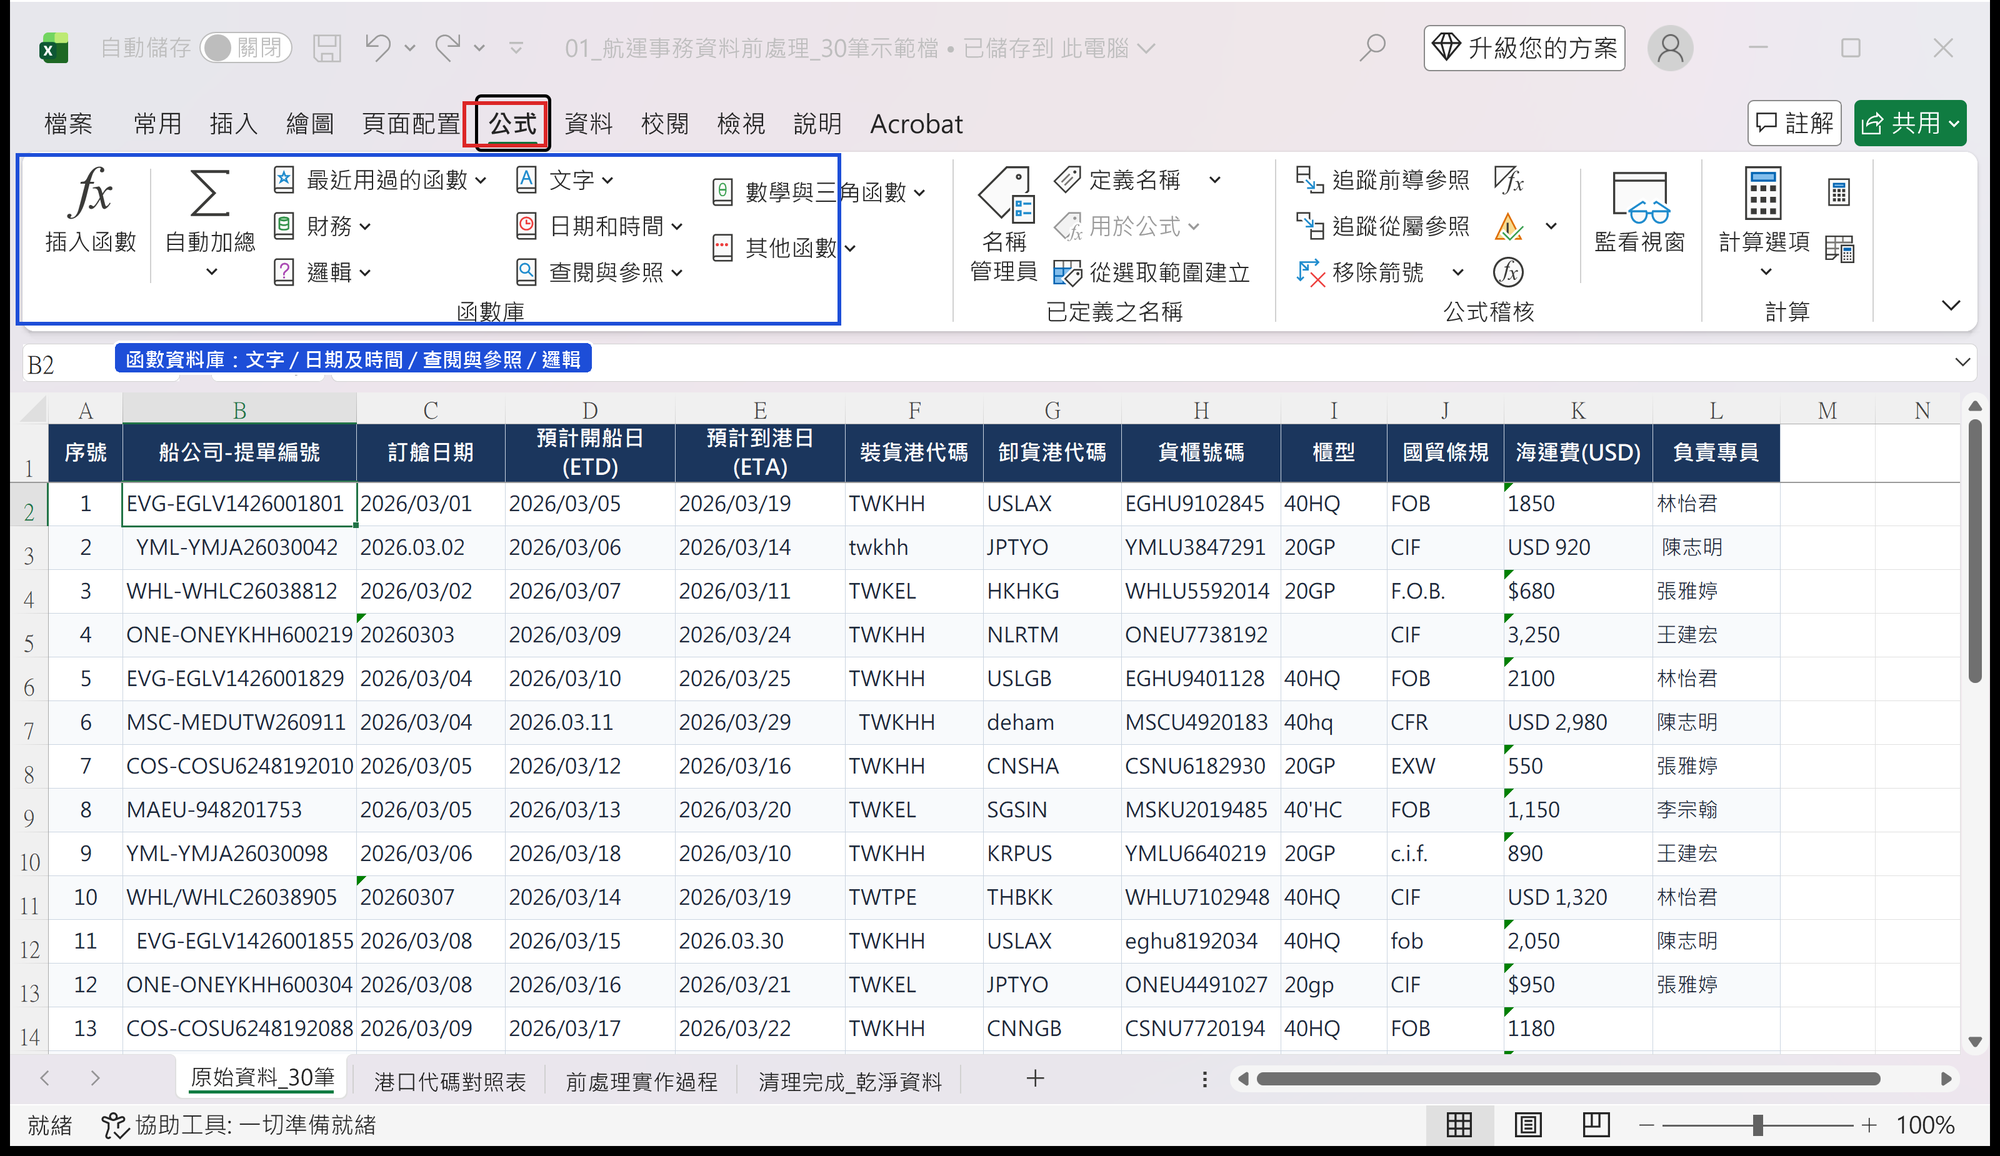 自動儲存 關閉 01_航運事務資料前處理_30筆示範檔 • 已儲存到 此電腦 升級您的方案
檔案 常用 插入 繪圖 頁面配置 公式 資料 校閱 檢視 說明 Acrobat 註解 共用
fx 插入函數
Σ 自動加總
最近用過的函數
財務
邏輯
文字
日期和時間
查閱與參照
數學與三角函數
其他函數
函數庫
名稱
管理員
定義名稱
用於公式
從選取範圍建立
已定義之名稱
追蹤前導參照
追蹤從屬參照
移除箭號
公式稽核
監看視窗
計算選項
計算
B2 函數資料庫：文字 / 日期及時間 / 查閱與參照 / 邏輯
A B C D E F G H I J K L M N
1 序號 船公司-提單編號 訂艙日期 預計開船日 (ETD) 預計到港日 (ETA) 裝貨港代碼 卸貨港代碼 貨櫃號碼 櫃型 國貿條規 海運費(USD) 負責專員
2 1 EVG-EGLV1426001801 2026/03/01 2026/03/05 2026/03/19 TWKHH USLAX EGHU9102845 40HQ FOB 1850 林怡君
3 2 YML-YMJA26030042 2026.03.02 2026/03/06 2026/03/14 twkhh JPTYO YMLU3847291 20GP CIF USD 920 陳志明
4 3 WHL-WHLC26038812 2026/03/02 2026/03/07 2026/03/11 TWKEL HKHKG WHLU5592014 20GP F.O.B. $680 張雅婷
5 4 ONE-ONEYKHH600219 20260303 2026/03/09 2026/03/24 TWKHH NLRTM ONEU7738192 CIF 3,250 王建宏
6 5 EVG-EGLV1426001829 2026/03/04 2026/03/10 2026/03/25 TWKHH USLGB EGHU9401128 40HQ FOB 2100 林怡君
7 6 MSC-MEDUTW260911 2026/03/04 2026.03.11 2026/03/29 TWKHH deham MSCU4920183 40hq CFR USD 2,980 陳志明
8 7 COS-COSU6248192010 2026/03/05 2026/03/12 2026/03/16 TWKHH CNSHA CSNU6182930 20GP EXW 550 張雅婷
9 8 MAEU-948201753 2026/03/05 2026/03/13 2026/03/20 TWKEL SGSIN MSKU2019485 40'HC FOB 1,150 李宗翰
10 9 YML-YMJA26030098 2026/03/06 2026/03/18 2026/03/10 TWKHH KRPUS YMLU6640219 20GP c.i.f. 890 王建宏
11 10 WHL/WHLC26038905 20260307 2026/03/14 2026/03/19 TWTPE THBKK WHLU7102948 40HQ CIF USD 1,320 林怡君
12 11 EVG-EGLV1426001855 2026/03/08 2026/03/15 2026.03.30 TWKHH USLAX eghu8192034 40HQ fob 2,050 陳志明
13 12 ONE-ONEYKHH600304 2026/03/08 2026/03/16 2026/03/21 TWKEL JPTYO ONEU4491027 20gp CIF $950 張雅婷
14 13 COS-COSU6248192088 2026/03/09 2026/03/17 2026/03/22 TWKHH CNNGB CSNU7720194 40HQ FOB 1180
原始資料_30筆 港口代碼對照表 前處理實作過程 清理完成_乾淨資料
就緒 協助工具: 一切準備就緒 100%